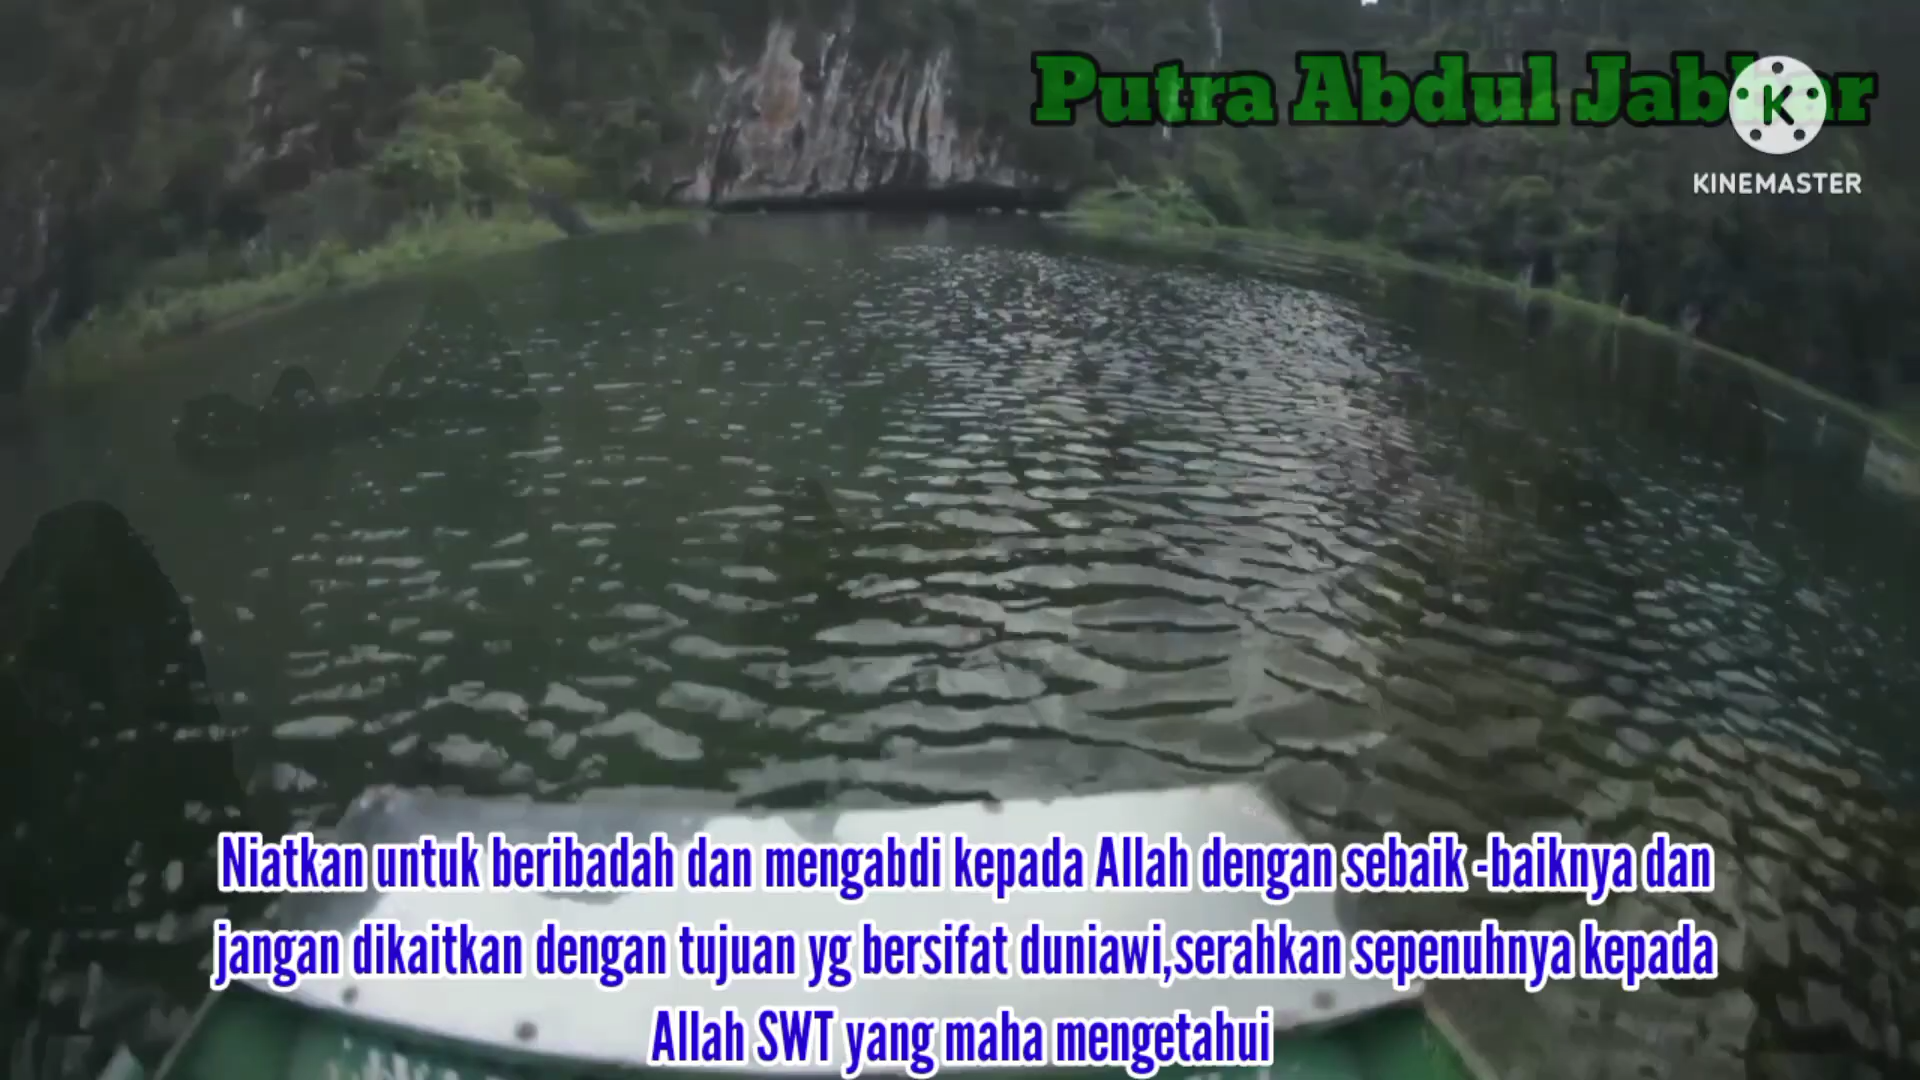 Putra Abdul Jabbar
KINEMASTER
Niatkan untuk beribadah dan mengabdi kepada Allah dengan sebaik -baiknya dan
jangan dikaitkan dengan tujuan yg bersifat duniawi,serahkan sepenuhnya kepada
Allah SWT yang maha mengetahui